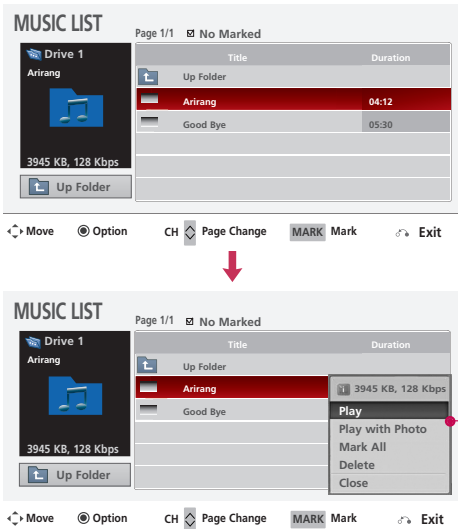 MUSIC LIST
Page 1/1 No Marked
Drive 1
Arirang
3945 KB, 128 Kbps
Up Folder
Title Duration
Up Folder
Arirang 04:12
Good Bye 05:30
Move Option CH Page Change MARK Mark Exit
MUSIC LIST
Page 1/1 No Marked
Drive 1
Arirang
3945 KB, 128 Kbps
Up Folder
Title Duration
Up Folder
Arirang
Good Bye
i 3945 KB, 128 Kbps
Play
Play with Photo
Mark All
Delete
Close
Move Option CH Page Change MARK Mark Exit